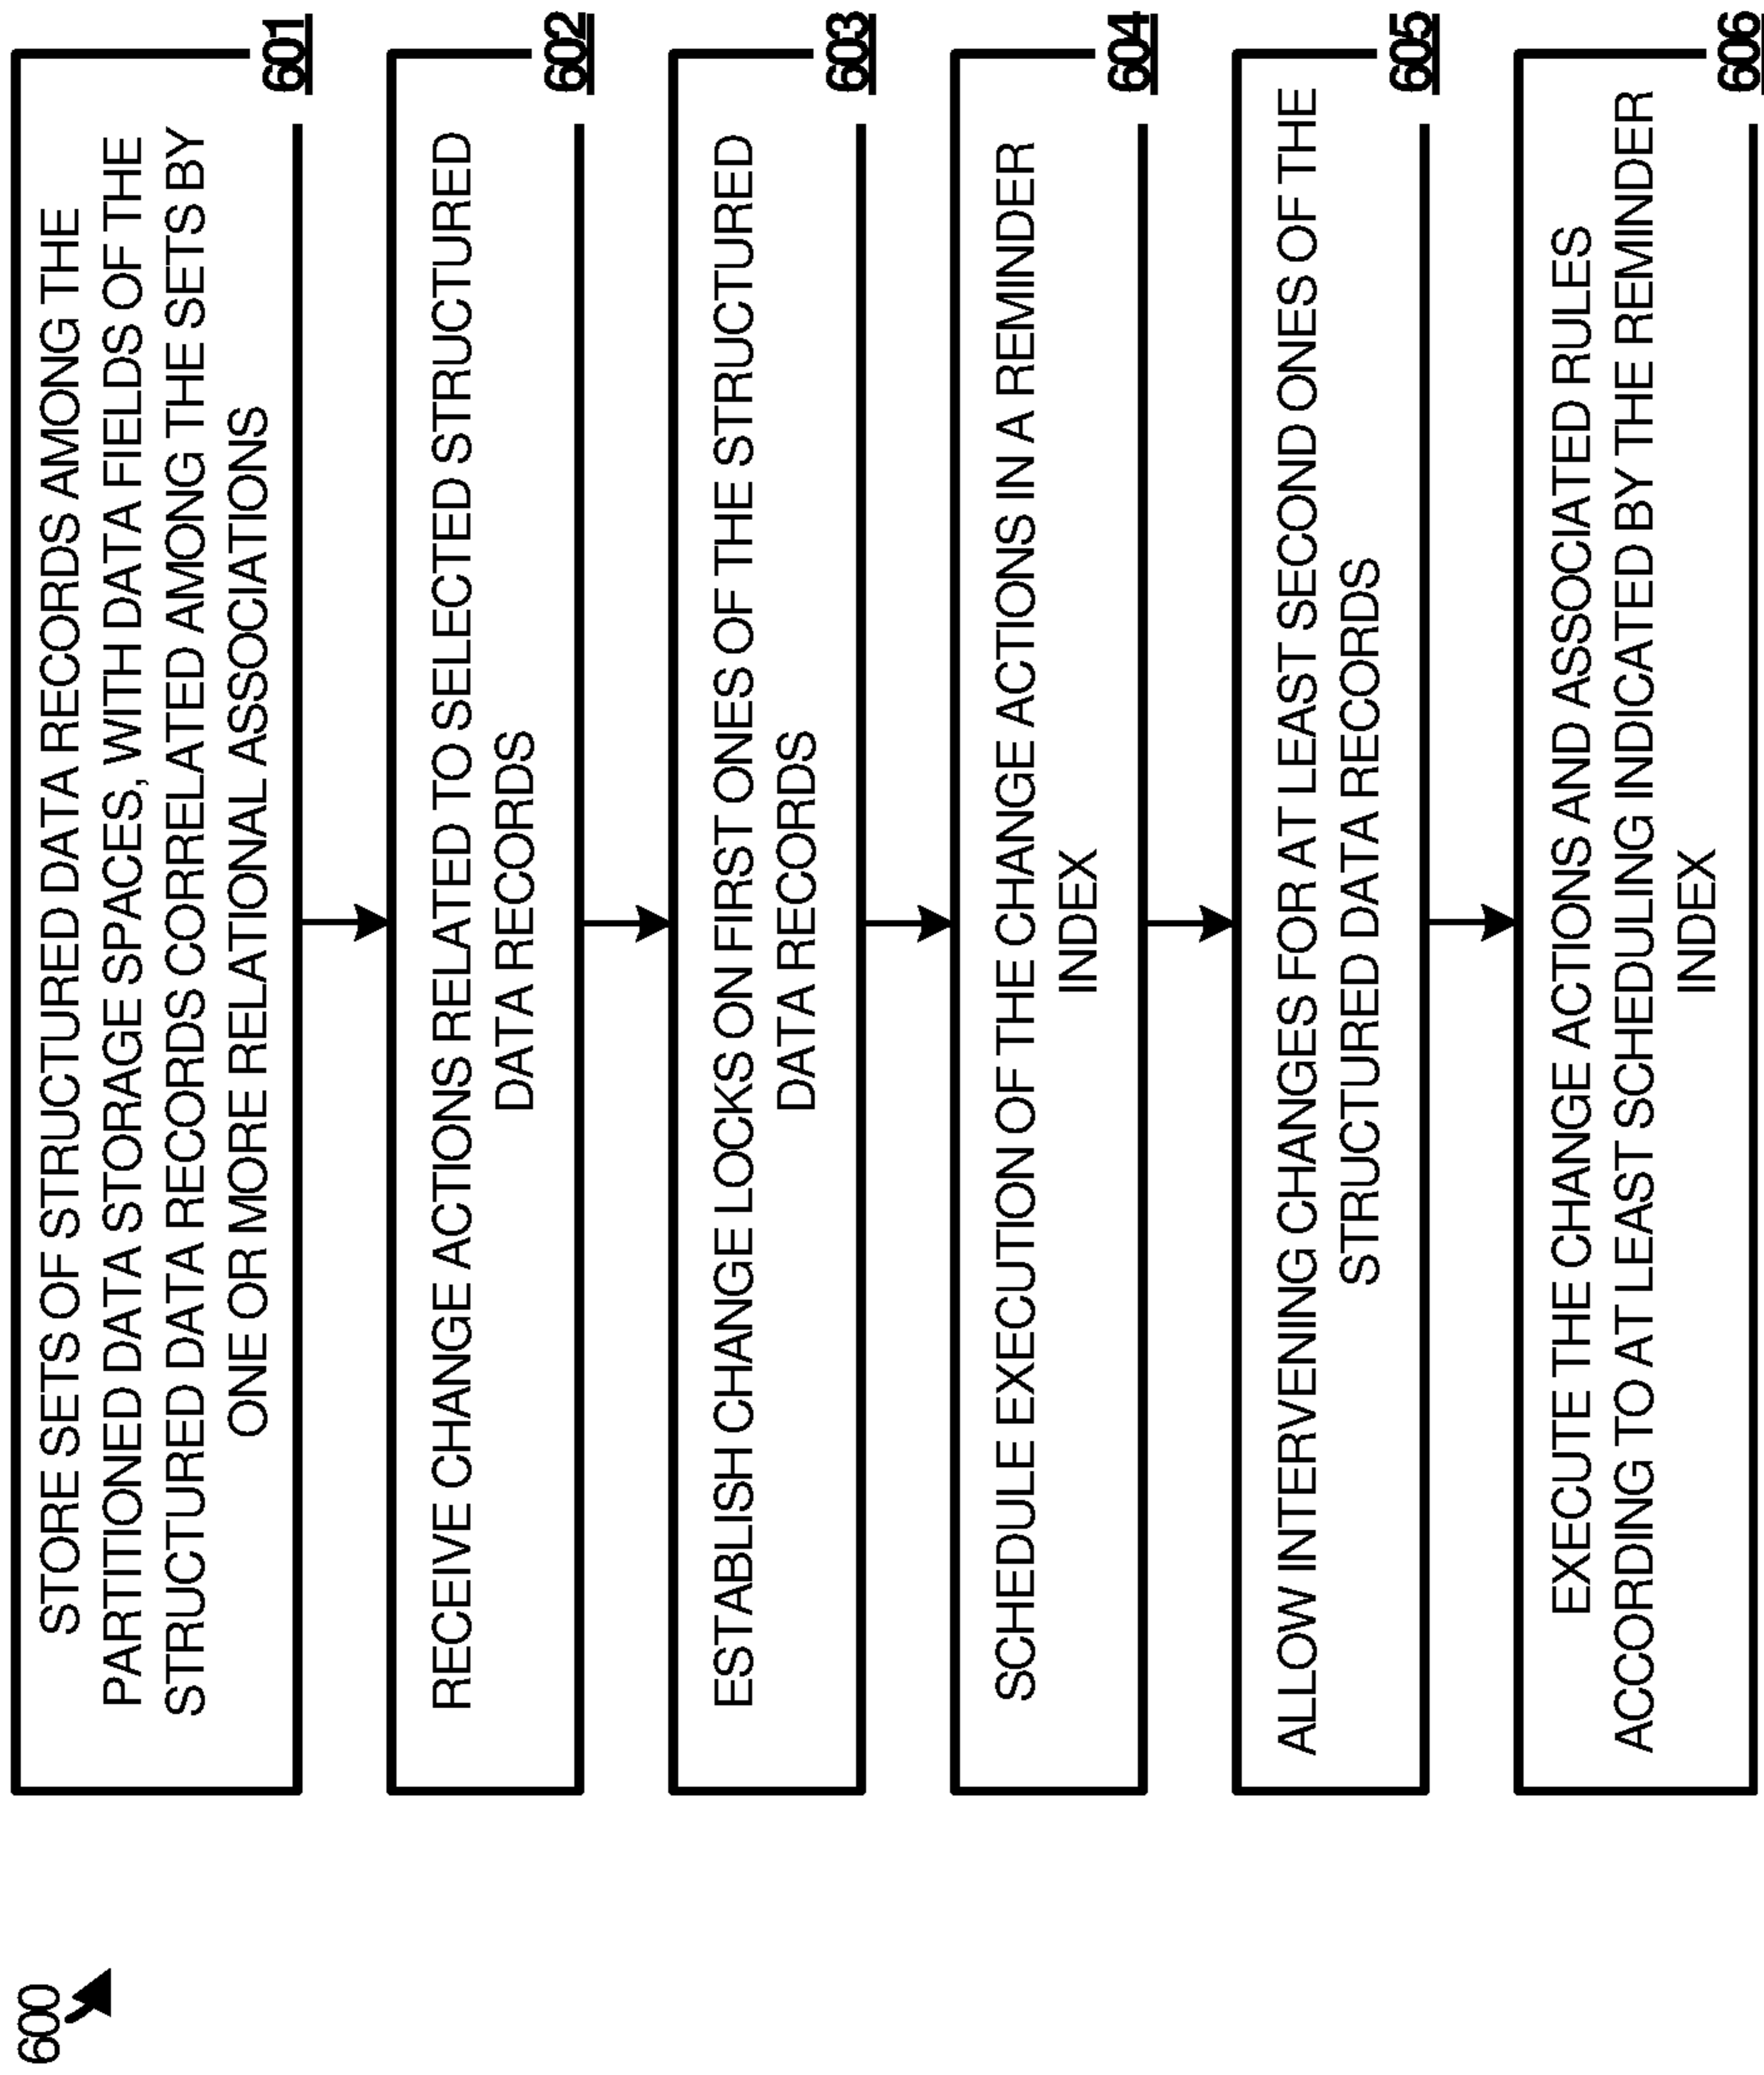 600
STORE SETS OF STRUCTURED DATA RECORDS AMONG THE
PARTITIONED DATA STORAGE SPACES, WITH DATA FIELDS OF THE
STRUCTURED DATA RECORDS CORRELATED AMONG THE SETS BY
ONE OR MORE RELATIONAL ASSOCIATIONS
601
RECEIVE CHANGE ACTIONS RELATED TO SELECTED STRUCTURED
DATA RECORDS
602
ESTABLISH CHANGE LOCKS ON FIRST ONES OF THE STRUCTURED
DATA RECORDS
603
SCHEDULE EXECUTION OF THE CHANGE ACTIONS IN A REMINDER
INDEX
604
ALLOW INTERVENING CHANGES FOR AT LEAST SECOND ONES OF THE
STRUCTURED DATA RECORDS
605
EXECUTE THE CHANGE ACTIONS AND ASSOCIATED RULES
ACCORDING TO AT LEAST SCHEDULING INDICATED BY THE REMINDER
INDEX
606